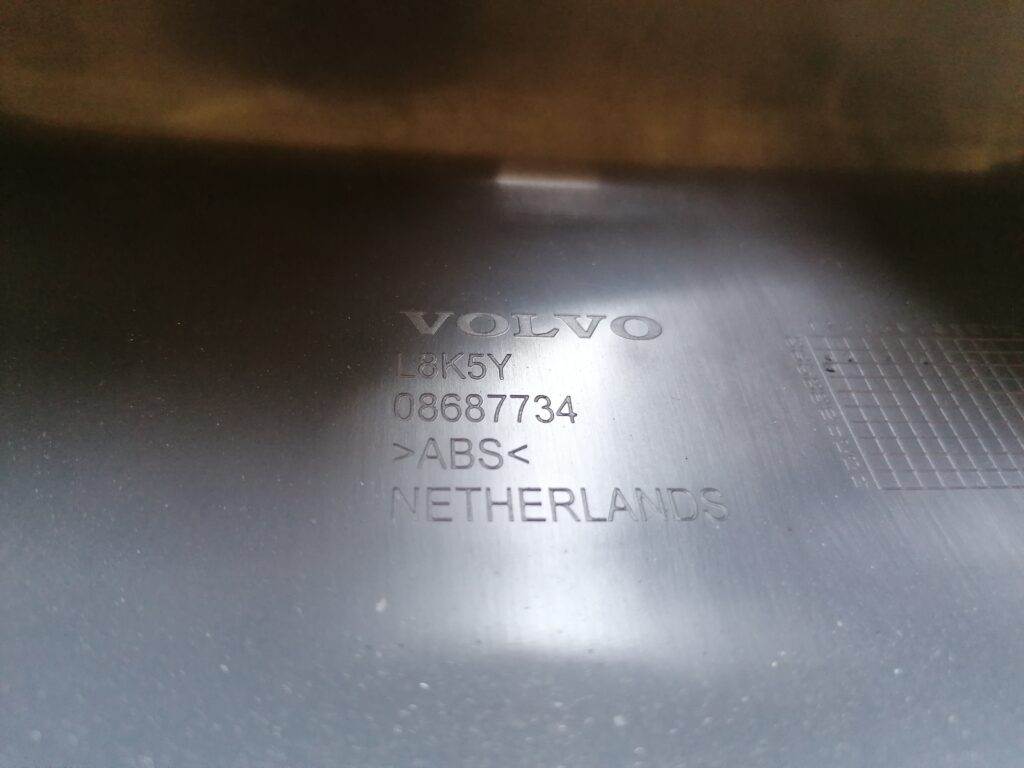 VOLVO
L8K5Y
08687734
>ABS<
NETHERLANDS